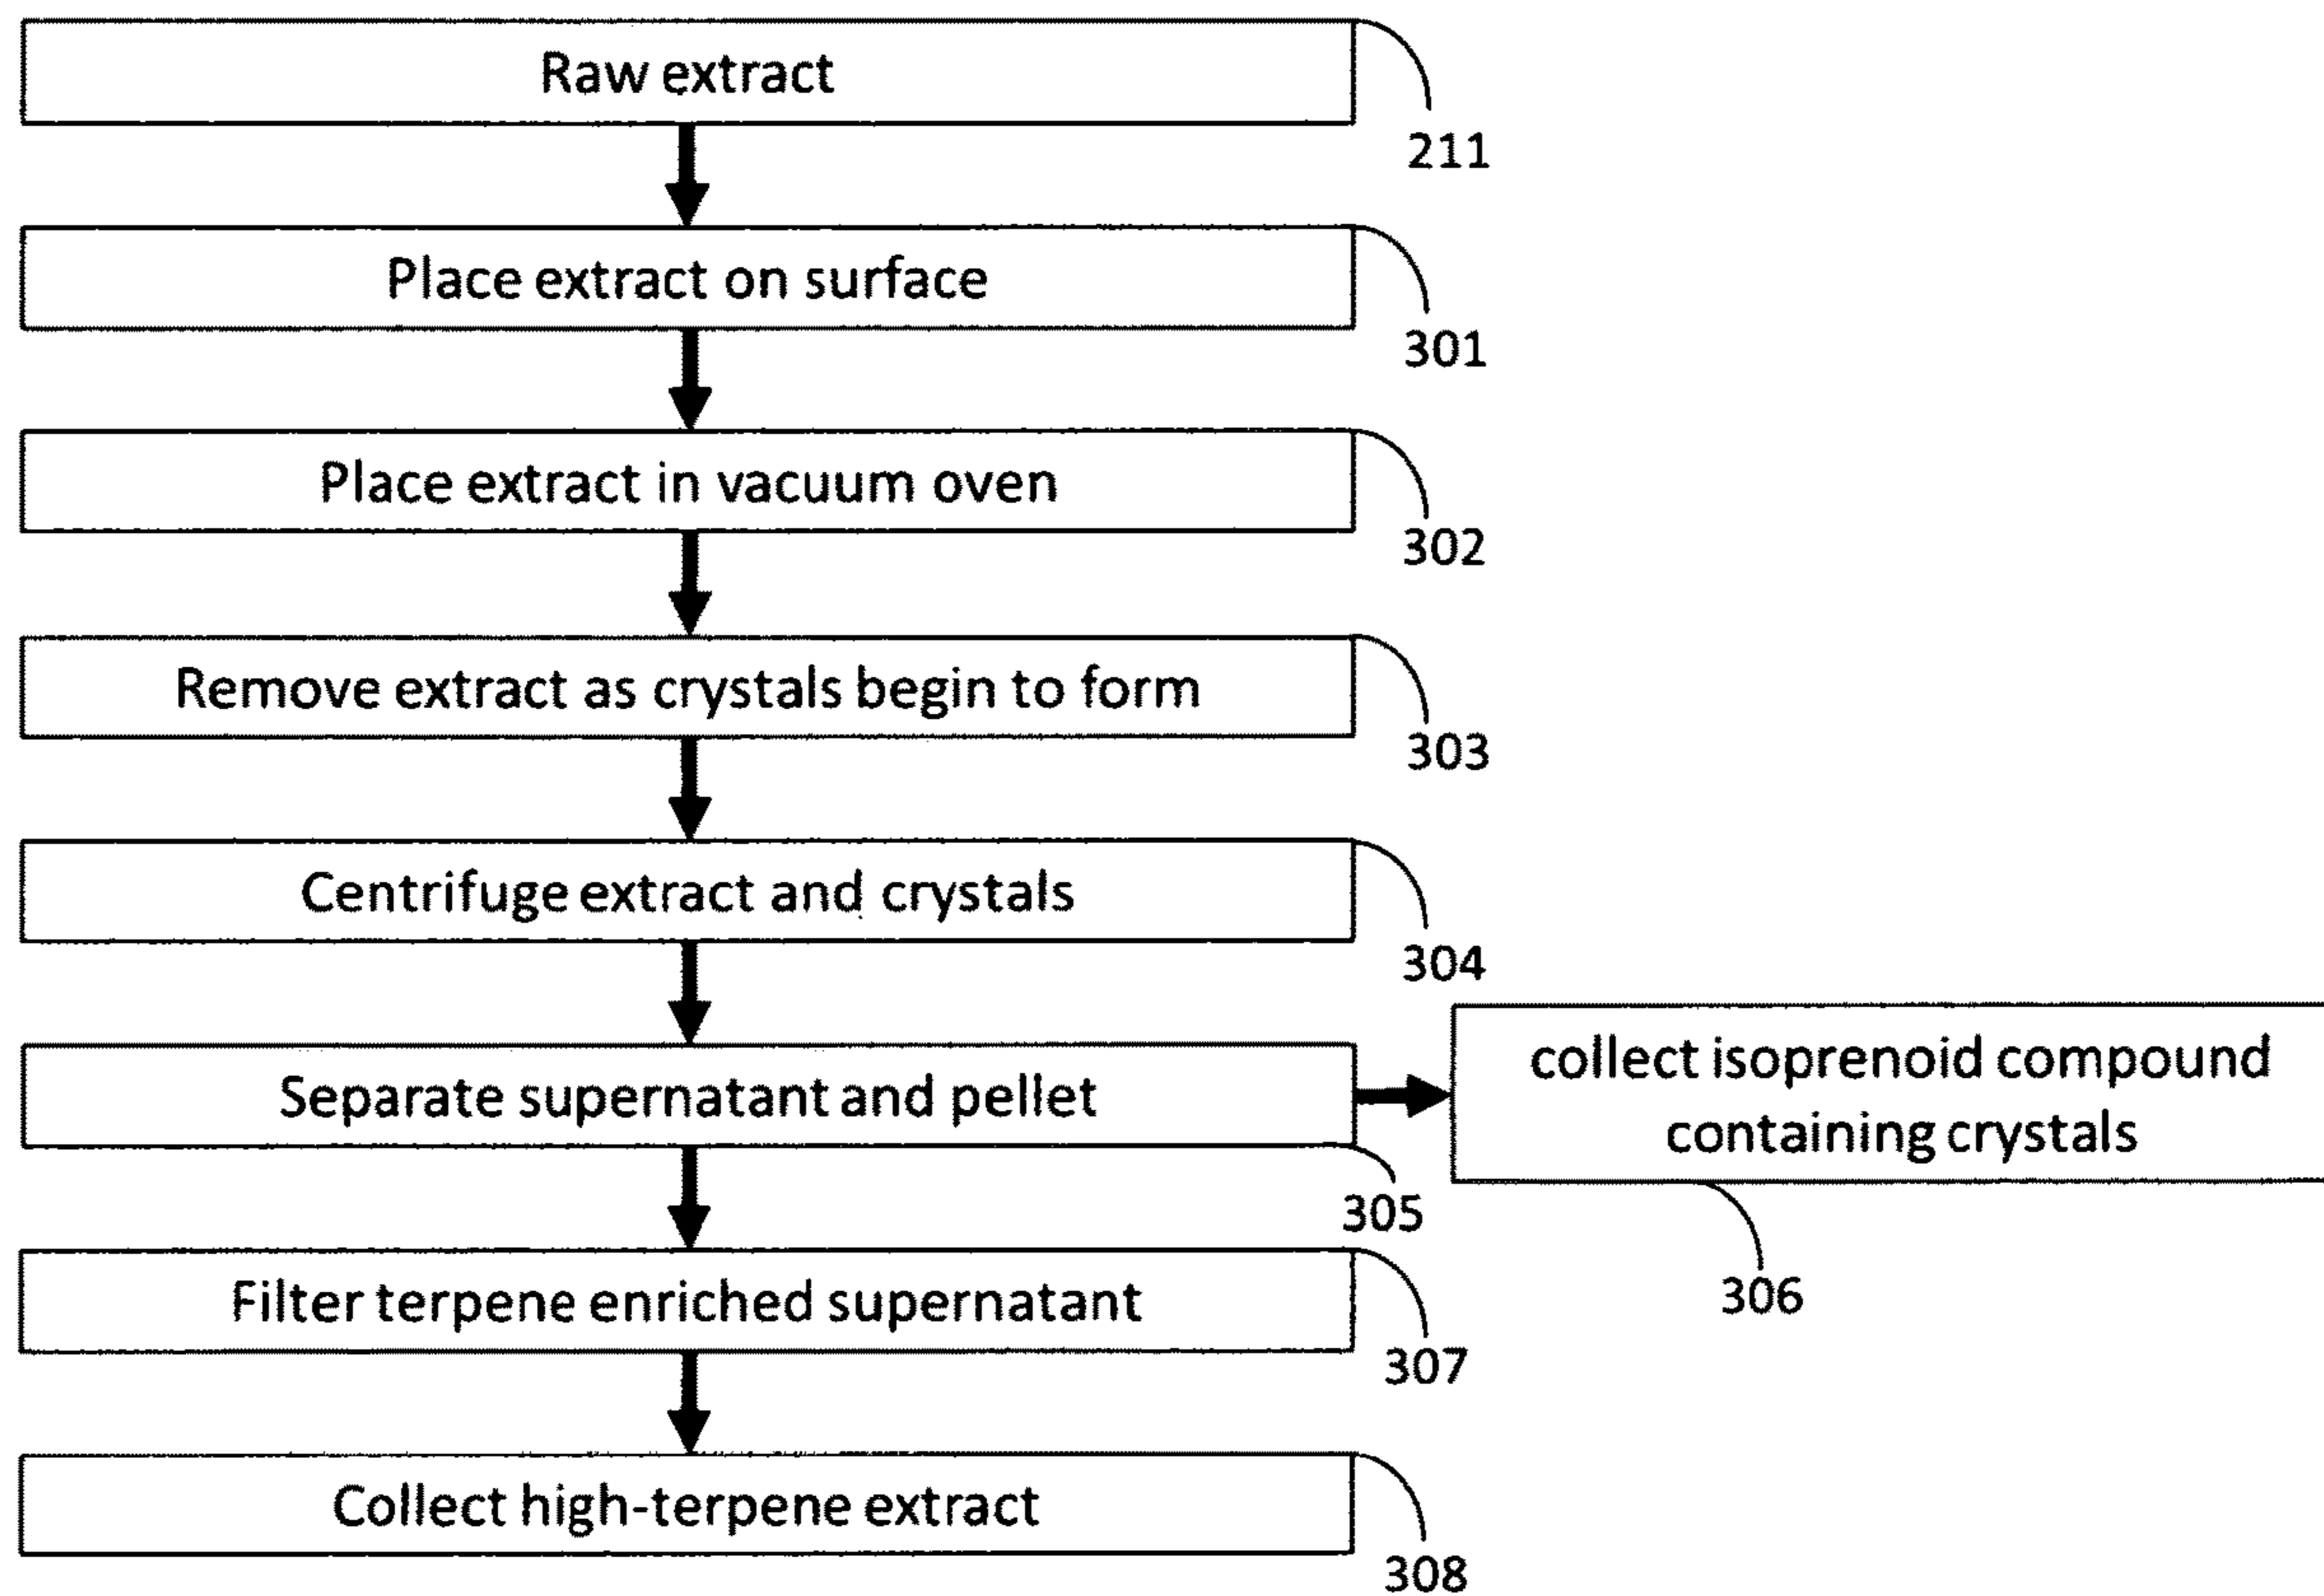 Raw extract
211
Place extract on surface
301
Place extract in vacuum oven
302
Remove extract as crystals begin to form
303
Centrifuge extract and crystals
304
Separate supernatant and pellet
305
collect isoprenoid compound
containing crystals
306
Filter terpene enriched supernatant
307
Collect high-terpene extract
308